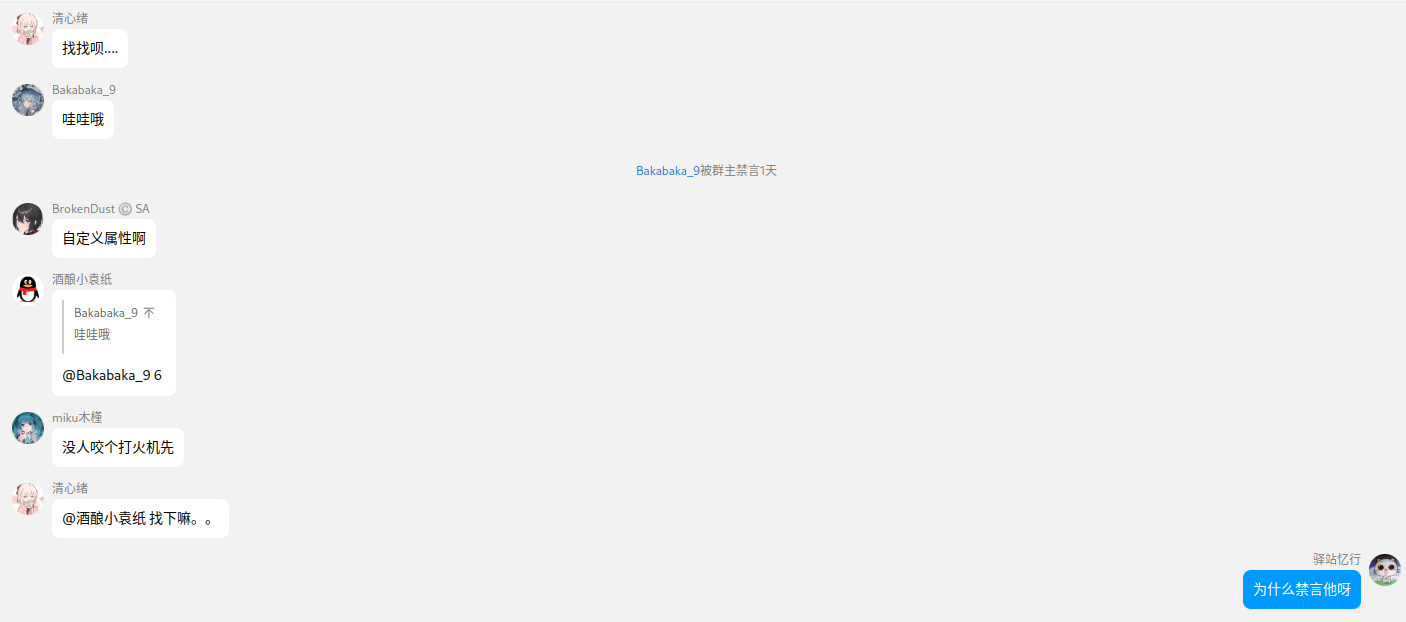 清心绪
找找呗....
Bakabaka_9
哇哇哦
Bakabaka_9被群主禁言1天
BrokenDust © SA
自定义属性啊
酒酿小袁纸
Bakabaka_9
哇哇哦
@Bakabaka_9 6
miku木槿
没人咬个打火机先
清心绪
@酒酿小袁纸 找下嘛。。
驿站忆行
为什么禁言他呀